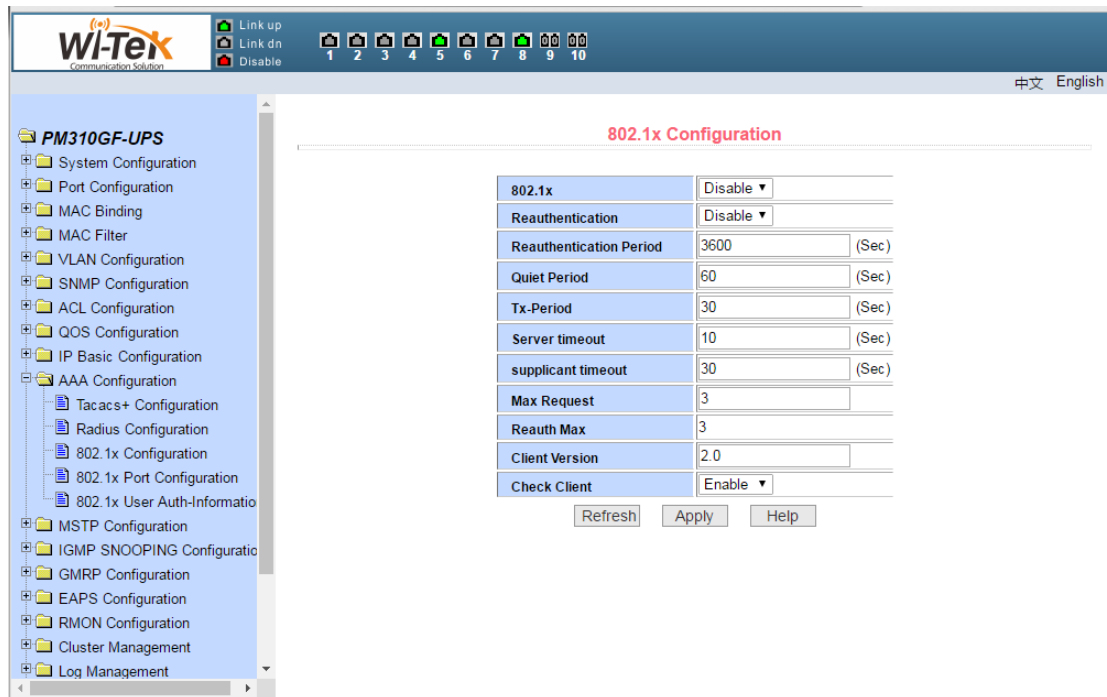 Wi-Tek
Communication Solution
Link up
Link dn
Disable
1 2 3 4 5 6 7 8 9 10
中文 English
PM310GF-UPS
System Configuration
Port Configuration
MAC Binding
MAC Filter
VLAN Configuration
SNMP Configuration
ACL Configuration
QOS Configuration
IP Basic Configuration
AAA Configuration
Tacacs+ Configuration
Radius Configuration
802.1x Configuration
802.1x Port Configuration
802.1x User Auth-Informatio
MSTP Configuration
IGMP SNOOPING Configuratio
GMRP Configuration
EAPS Configuration
RMON Configuration
Cluster Management
Log Management
802.1x Configuration
802.1x Disable
Reauthentication Disable
Reauthentication Period 3600 (Sec)
Quiet Period 60 (Sec)
Tx-Period 30 (Sec)
Server timeout 10 (Sec)
supplicant timeout 30 (Sec)
Max Request 3
Reauth Max 3
Client Version 2.0
Check Client Enable
Refresh Apply Help